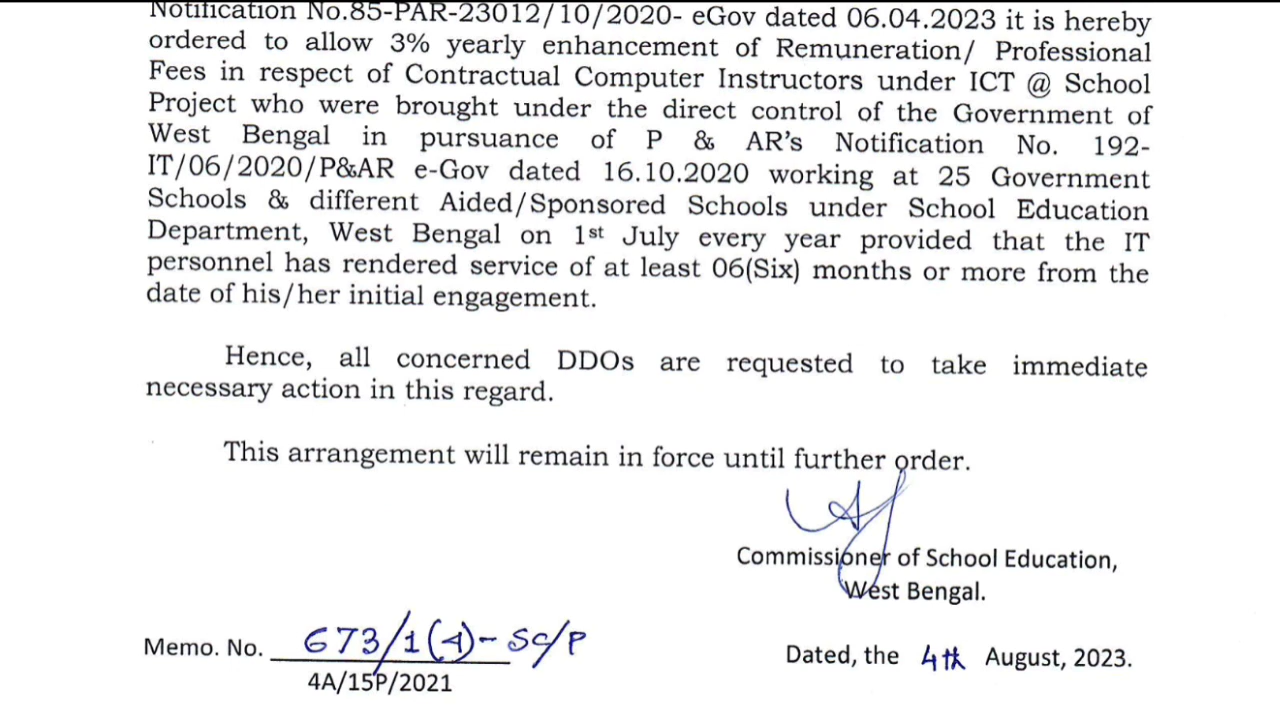 Notification No.85-PAR-23012/10/2020- eGov dated 06.04.2023 it is hereby
ordered to allow 3% yearly enhancement of Remuneration/ Professional
Fees in respect of Contractual Computer Instructors under ICT @ School
Project who were brought under the direct control of the Government of
West Bengal in pursuance of P & AR's Notification No. 192-
IT/06/2020/P&AR e-Gov dated 16.10.2020 working at 25 Government
Schools & different Aided/Sponsored Schools under School Education
Department, West Bengal on 1st July every year provided that the IT
personnel has rendered service of at least 06(Six) months or more from the
date of his/her initial engagement.
Hence, all concerned DDOs are requested to take immediate
necessary action in this regard.
This arrangement will remain in force until further order.
Commissioner of School Education,
West Bengal.
Memo. No. 673/1(4)-SC/P
4A/15P/2021
Dated, the 4th August, 2023.